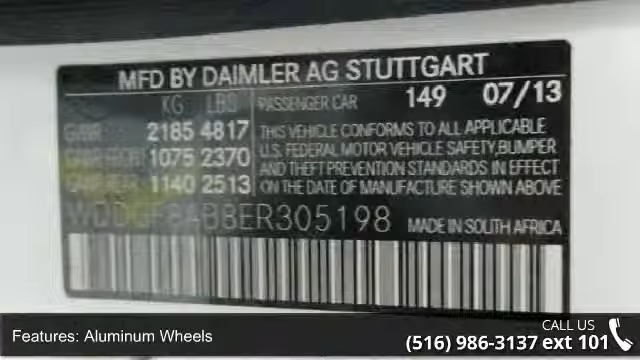 MFD BY DAIMLER AG STUTTGART
KG LBS PASSENGER CAR 149 07/13
GVWR 2185 4817 THIS VEHICLE CONFORMS TO ALL APPLICABLE
1075 2370 U.S. FEDERAL MOTOR VEHICLE SAFETY, BUMPER
1140 2513 AND THEFT PREVENTION STANDARDS IN EFFECT
ON THE DATE OF MANUFACTURE SHOWN ABOVE
WDDGF8AB8ER305198 MADE IN SOUTH AFRICA
Features: Aluminum Wheels
CALL US
(516) 986-3137 ext 101